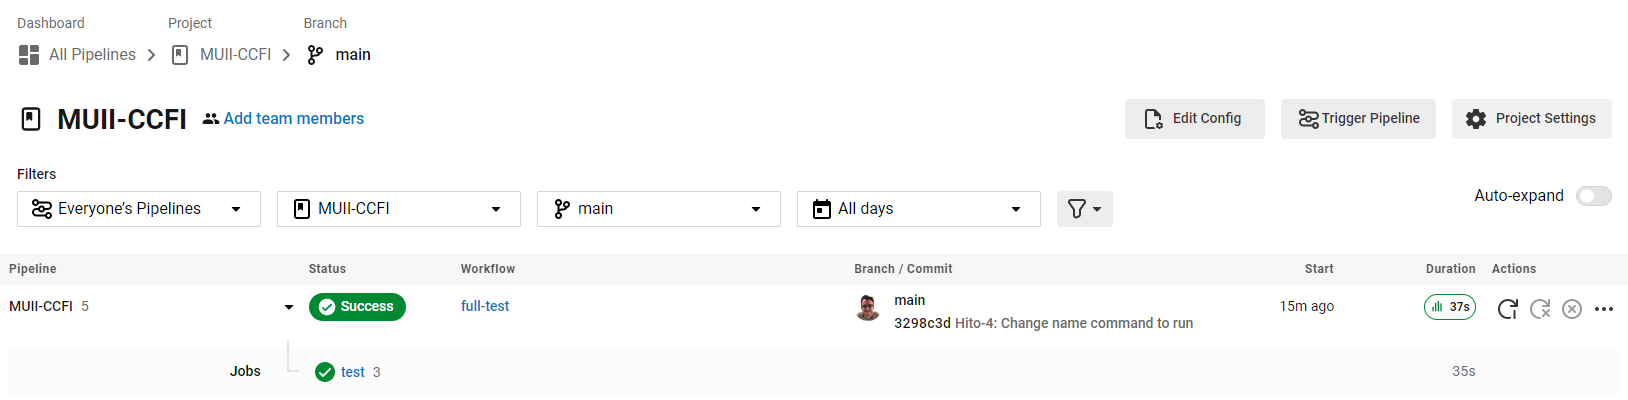 Dashboard Project Branch
All Pipelines MUII-CCFI main
MUII-CCFI Add team members Edit Config Trigger Pipeline Project Settings
Filters
Everyone's Pipelines MUII-CCFI main All days Auto-expand
Pipeline Status Workflow Branch / Commit Start Duration Actions
MUII-CCFI 5 Success full-test main 15m ago 37s
3298c3d Hito-4: Change name command to run
Jobs test 3 35s